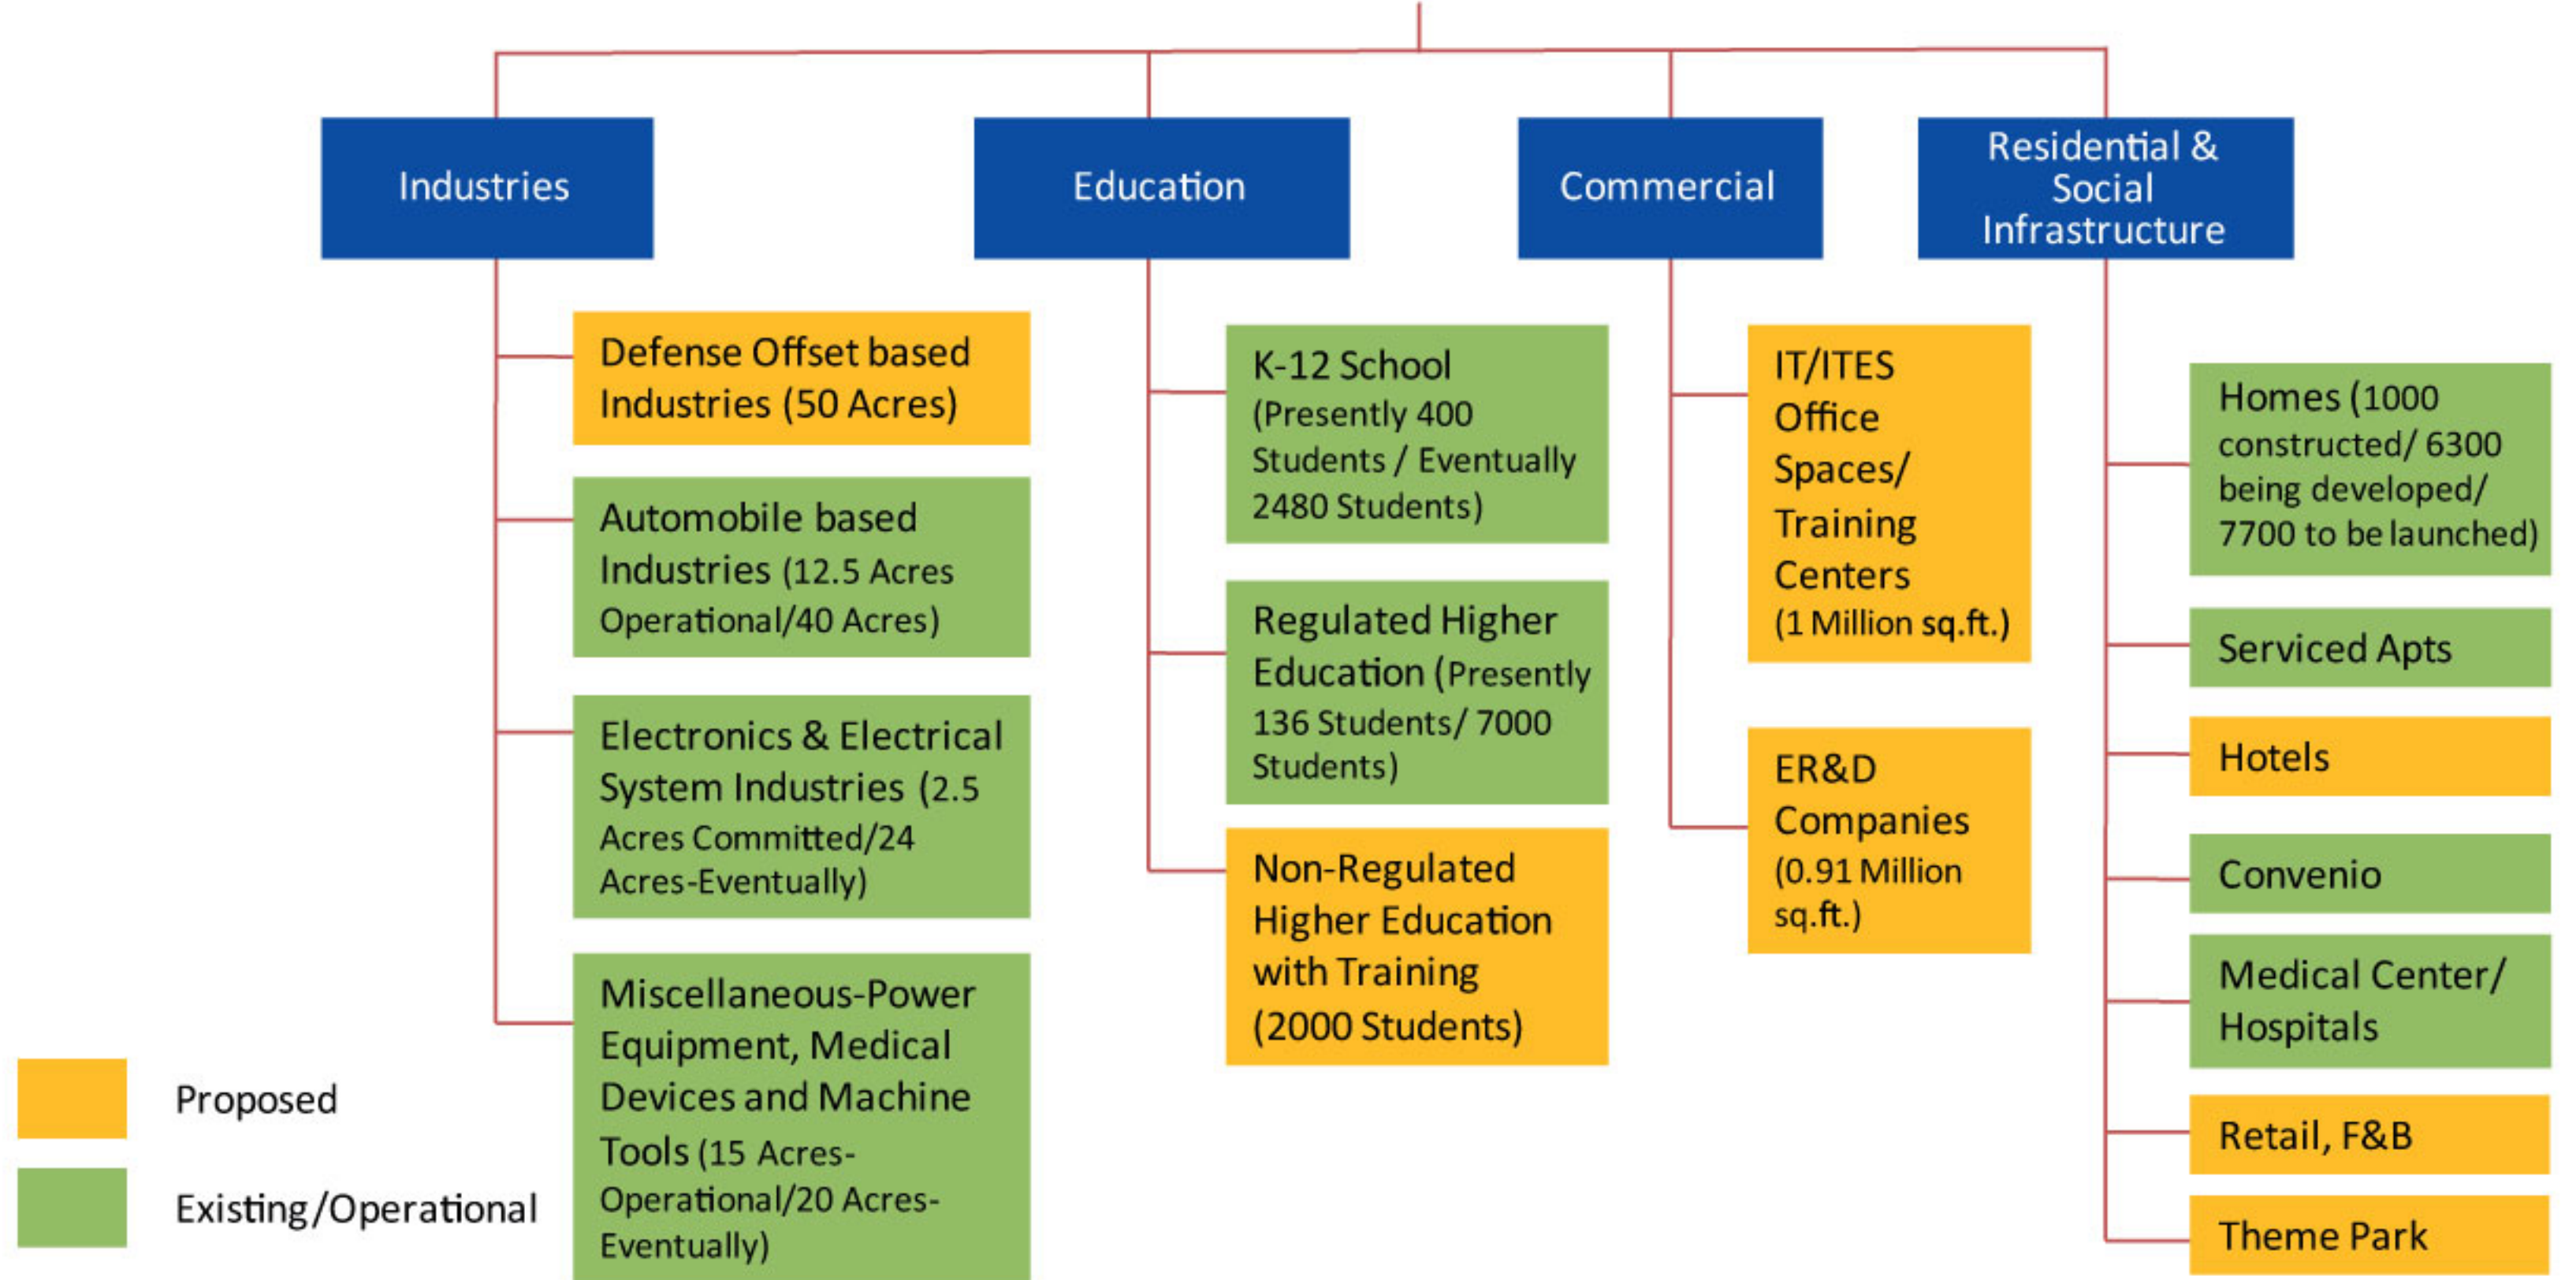 Industries
Defense Offset based
Industries (50 Acres)
Automobile based
Industries (12.5 Acres
Operational/40 Acres)
Electronics & Electrical
System Industries (2.5
Acres Committed/24
Acres-Eventually)
Miscellaneous-Power
Equipment, Medical
Devices and Machine
Tools (15 Acres-
Operational/20 Acres-
Eventually)
Education
K-12 School
(Presently 400
Students / Eventually
2480 Students)
Regulated Higher
Education (Presently
136 Students/ 7000
Students)
Non-Regulated
Higher Education
with Training
(2000 Students)
Commercial
IT/ITES
Office
Spaces/
Training
Centers
(1 Million sq.ft.)
ER&D
Companies
(0.91 Million
sq.ft.)
Residential &
Social
Infrastructure
Homes (1000
constructed/ 6300
being developed/
7700 to be launched)
Serviced Apts
Hotels
Convenio
Medical Center/
Hospitals
Retail, F&B
Theme Park
Proposed
Existing/Operational